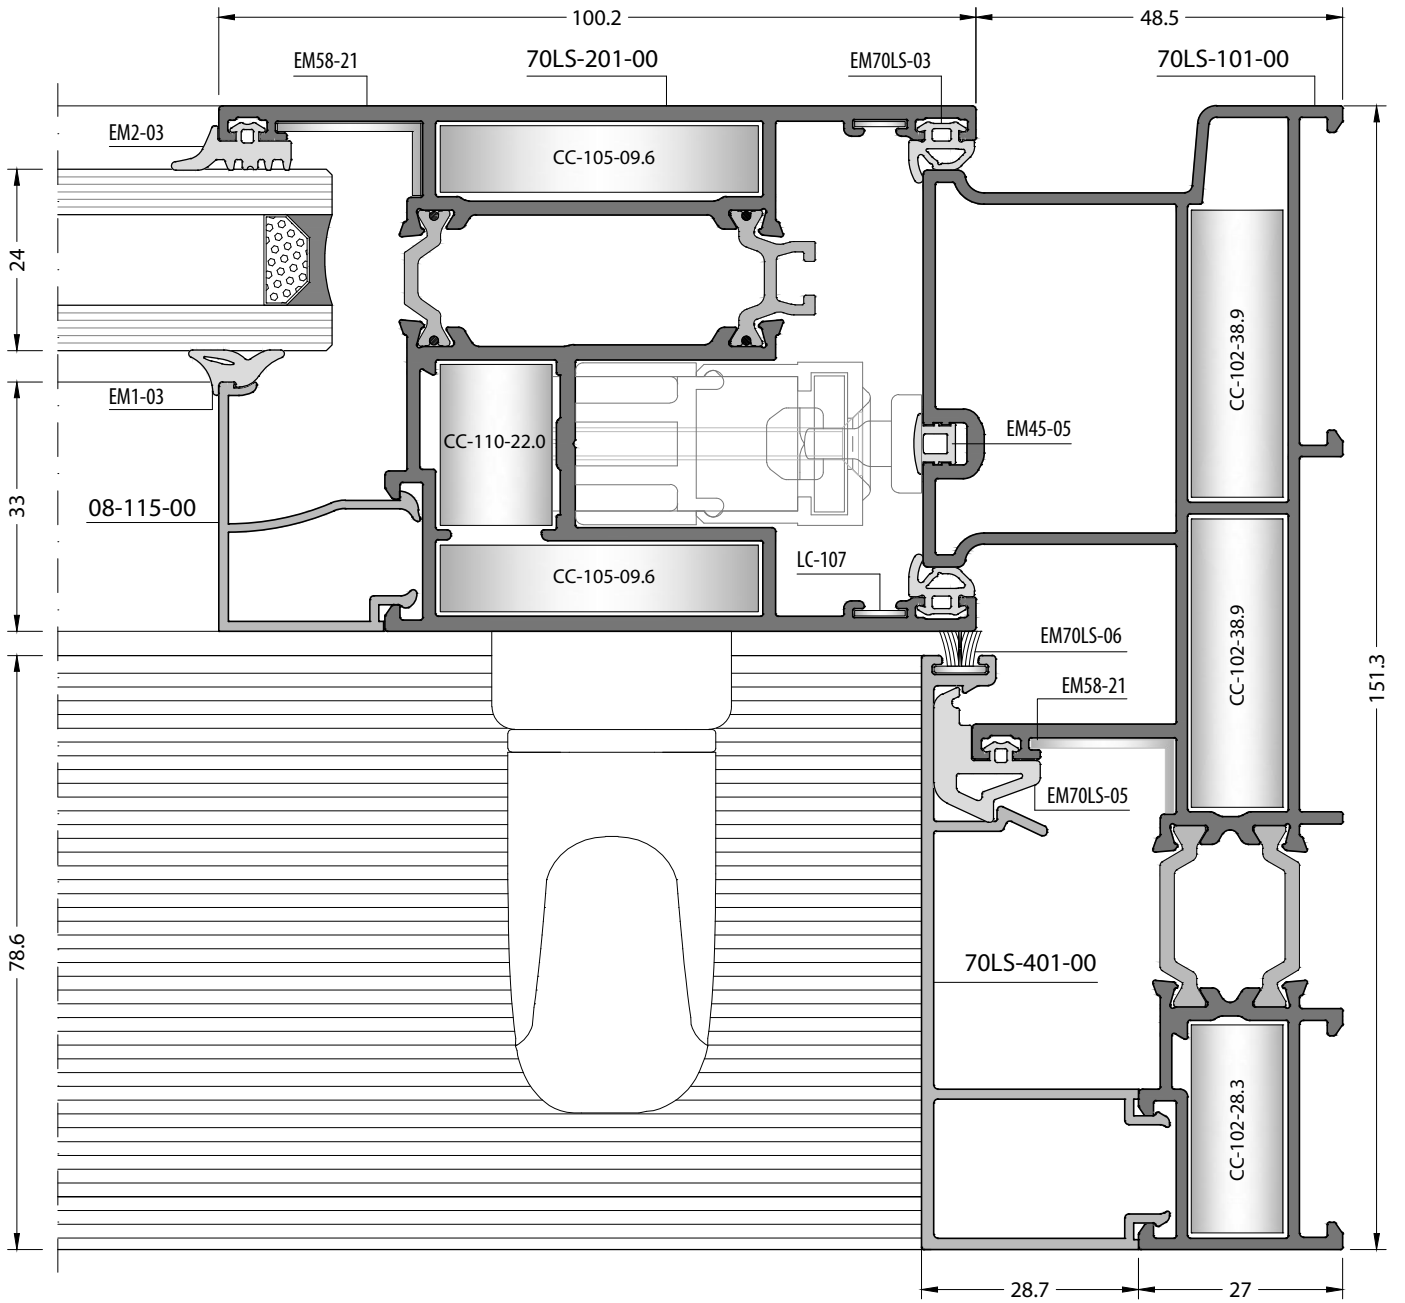 100.2
48.5
EM58-21
70LS-201-00
EM70LS-03
70LS-101-00
EM2-03
CC-105-09.6
24
CC-102-38.9
EM1-03
EM45-05
CC-110-22.0
33
08-115-00
LC-107
CC-105-09.6
EM70LS-06
CC-102-38.9
151.3
EM58-21
EM70LS-05
78.6
70LS-401-00
CC-102-28.3
28.7
27